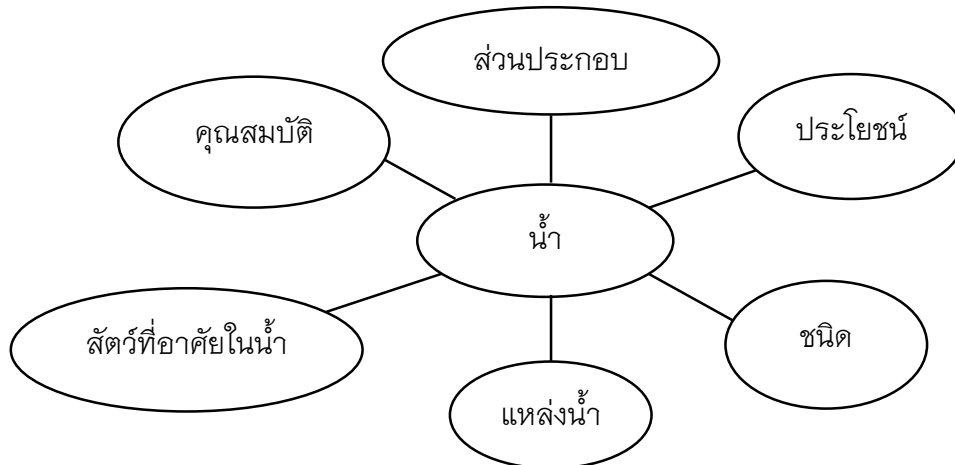 ส่วนประกอบ
คุณสมบัติ
ประโยชน์
น้ำ
สัตว์ที่อาศัยในน้ำ
ชนิด
แหล่งน้ำ